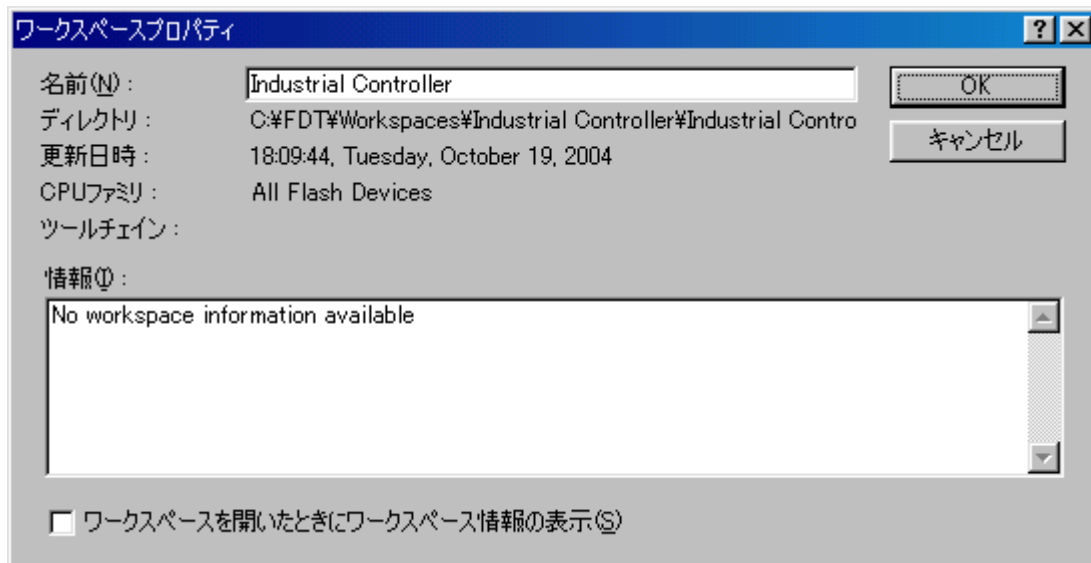 ワークスペースプロパティ
名前(N) : Industrial Controller OK
ディレクトリ : C:¥FDT¥Workspaces¥Industrial Controller¥Industrial Contro
更新日時 : 18:09:44, Tuesday, October 19, 2004 キャンセル
CPUファミリ : All Flash Devices
ツールチェイン :
情報(I) :
No workspace information available
ワークスペースを開いたときにワークスペース情報の表示(S)